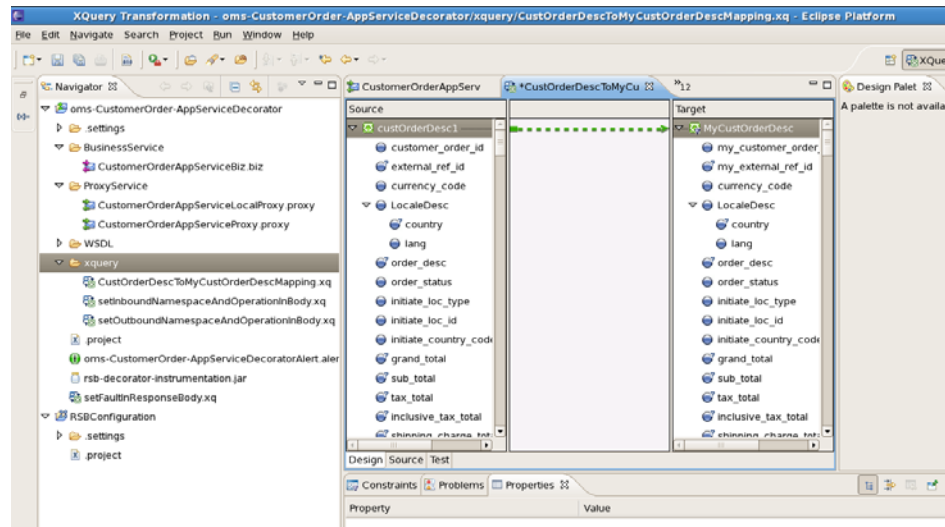 XQuery Transformation - oms-CustomerOrder-AppServiceDecorator/xquery/CustOrderDescToMyCustOrderDescMapping.xq - Eclipse Platform
File Edit Navigate Search Project Run Window Help
XQue
Navigator
oms-CustomerOrder-AppServiceDecorator
.settings
BusinessService
CustomerOrderAppServiceBiz.biz
ProxyService
CustomerOrderAppServiceLocalProxy.proxy
CustomerOrderAppServiceProxy.proxy
WSDL
xquery
CustOrderDescToMyCustOrderDescMapping.xq
setInboundNamespaceAndOperationInBody.xq
setOutboundNamespaceAndOperationInBody.xq
.project
oms-CustomerOrder-AppServiceDecoratorAlert.aler
rsb-decorator-instrumentation.jar
setFaultInResponseBody.xq
RSBConfiguration
.settings
.project
CustomerOrderAppServ
*CustOrderDescToMyCu
»12
Source
custOrderDesc1
customer_order_id
external_ref_id
currency_code
LocaleDesc
country
lang
order_desc
order_status
initiate_loc_type
initiate_loc_id
initiate_country_code
grand_total
sub_total
tax_total
inclusive_tax_total
shipping_charge_tot
Target
MyCustOrderDesc
my_customer_order_
my_external_ref_id
currency_code
LocaleDesc
country
lang
order_desc
order_status
initiate_loc_type
initiate_loc_id
initiate_country_code
grand_total
sub_total
tax_total
inclusive_tax_total
shipping_charge_tot
Design Source Test
Design Palet
A palette is not availa
Constraints Problems Properties
Property Value